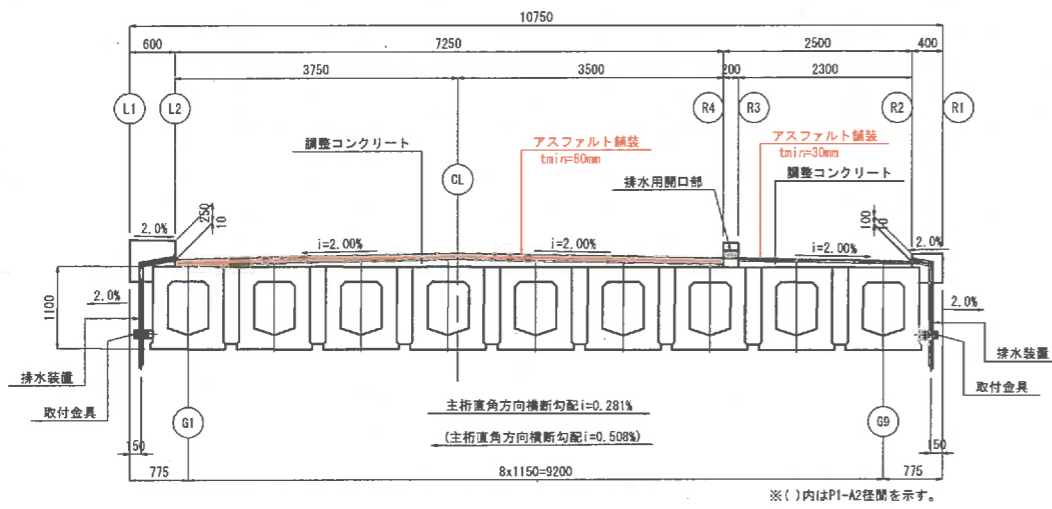 10750
600
7250
2500
400
3750
3500
200
2300
L1
L2
R4
R3
R2
R1
調整コンクリート
アスファルト舗装
tmin=80mm
アスファルト舗装
tmin=30mm
CL
排水用開口部
調整コンクリート
250
10
100
2.0%
i=2.00%
i=2.00%
i=2.00%
2.0%
1100
2.0%
2.0%
排水装置
取付金具
排水装置
取付金具
主桁直角方向横断勾配i=0.281%
(主桁直角方向横断勾配i=0.508%)
G1
G9
150
150
775
8x1150=9200
775
※( )内はP1-A2径間を示す。